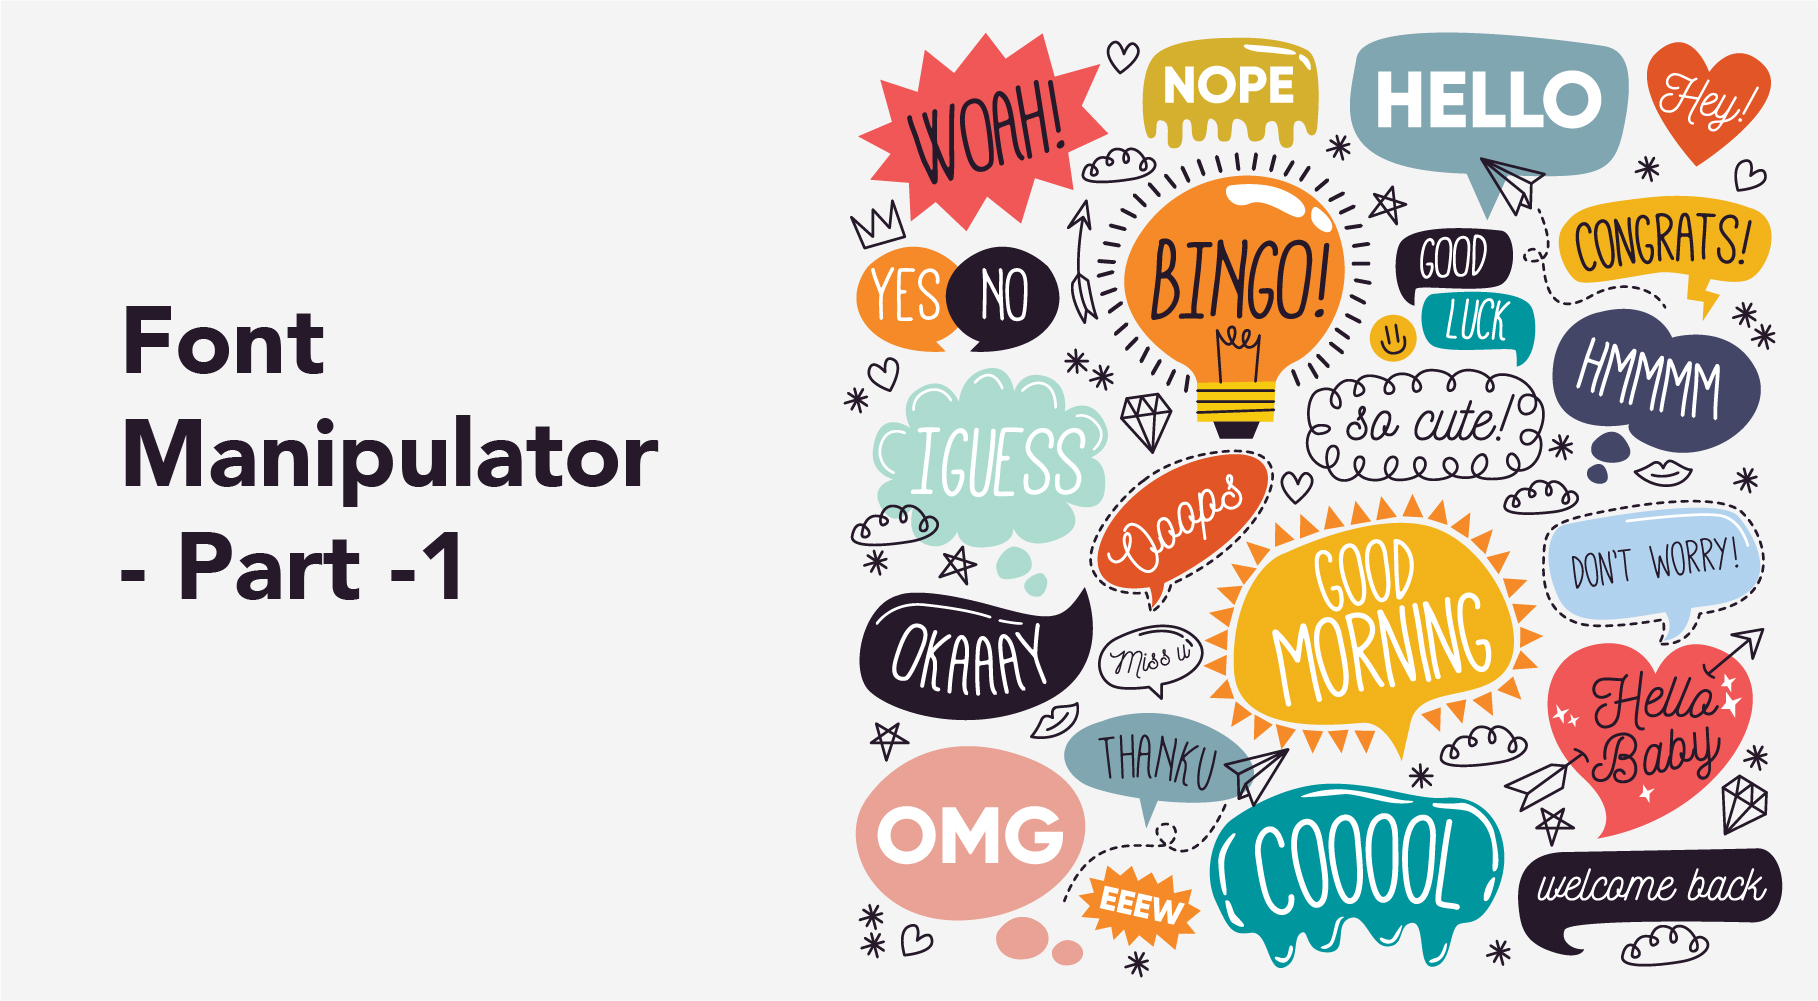 Font
Manipulator
- Part -1
WOAH!
NOPE
HELLO
Hey!
YES
NO
BINGO!
GOOD
LUCK
CONGRATS!
HMMMM
I GUESS
so cute!
Ooops
GOOD
MORNING
DON'T WORRY!
OKAAAY
Miss u
THANK U
Hello
Baby
OMG
EEEW
COOOOL
welcome back